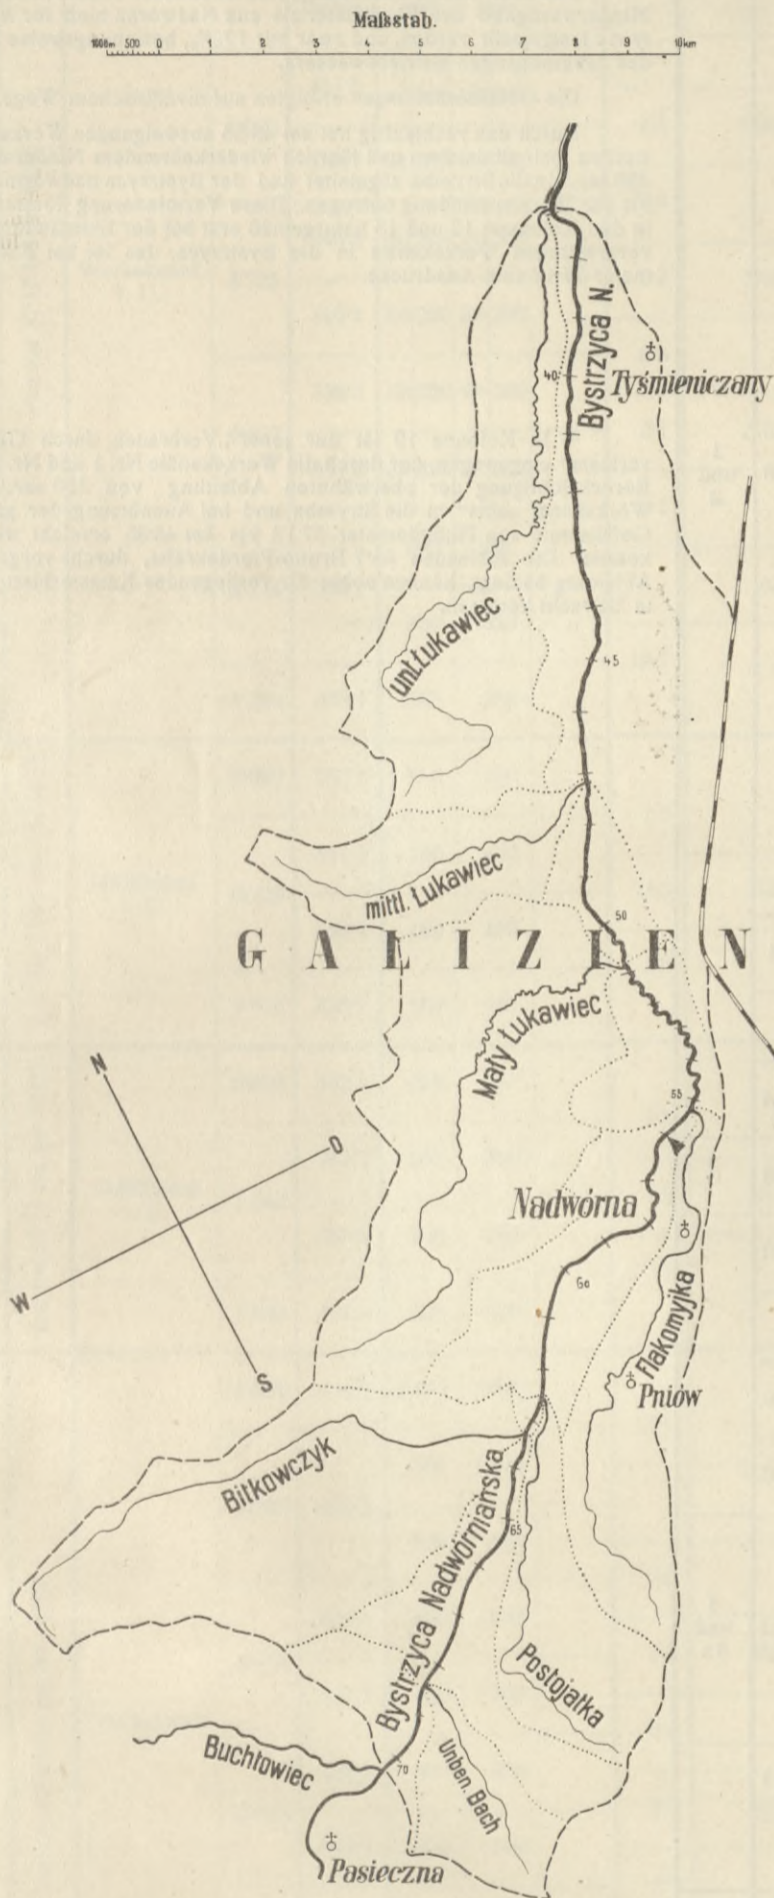 Maßstab.
1000m 500 0 1 2 3 4 5 6 7 8 9 10km
Bystrzyca N.
40
Tyśmieniczany
unt. Łukawiec
45
mittl. Łukawiec
50
GALIZIEN
Mały Łukawiec
N
O
W
S
55
Nadwórna
60
Flakomyjka
Pniów
Bitkowczyk
Bystrzyca Nadwórniańska
65
Postojatka
Buchtowiec
70
Unben. Bach
Pasieczna